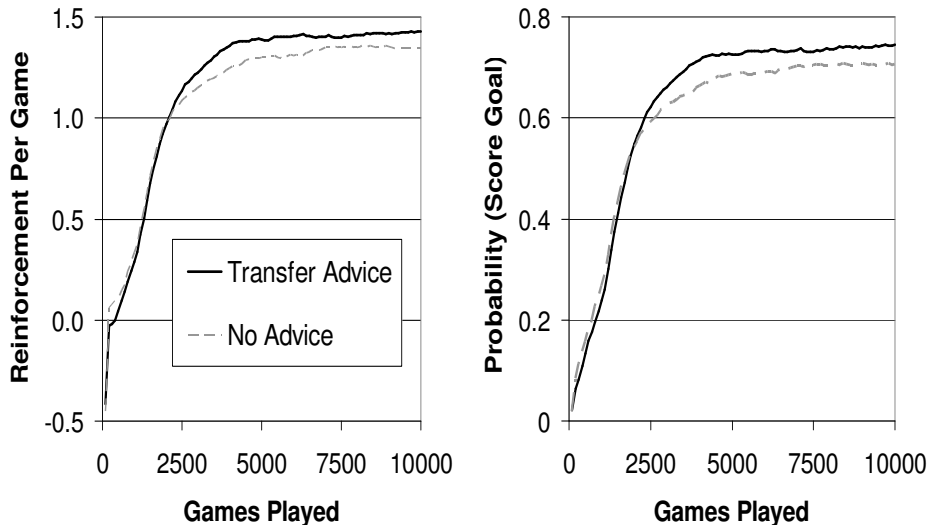 Reinforcement Per Game
1.5
1.0
0.5
0.0
-0.5
Transfer Advice
No Advice
0 2500 5000 7500 10000
Games Played
Probability (Score Goal)
0.8
0.6
0.4
0.2
0
0 2500 5000 7500 10000
Games Played